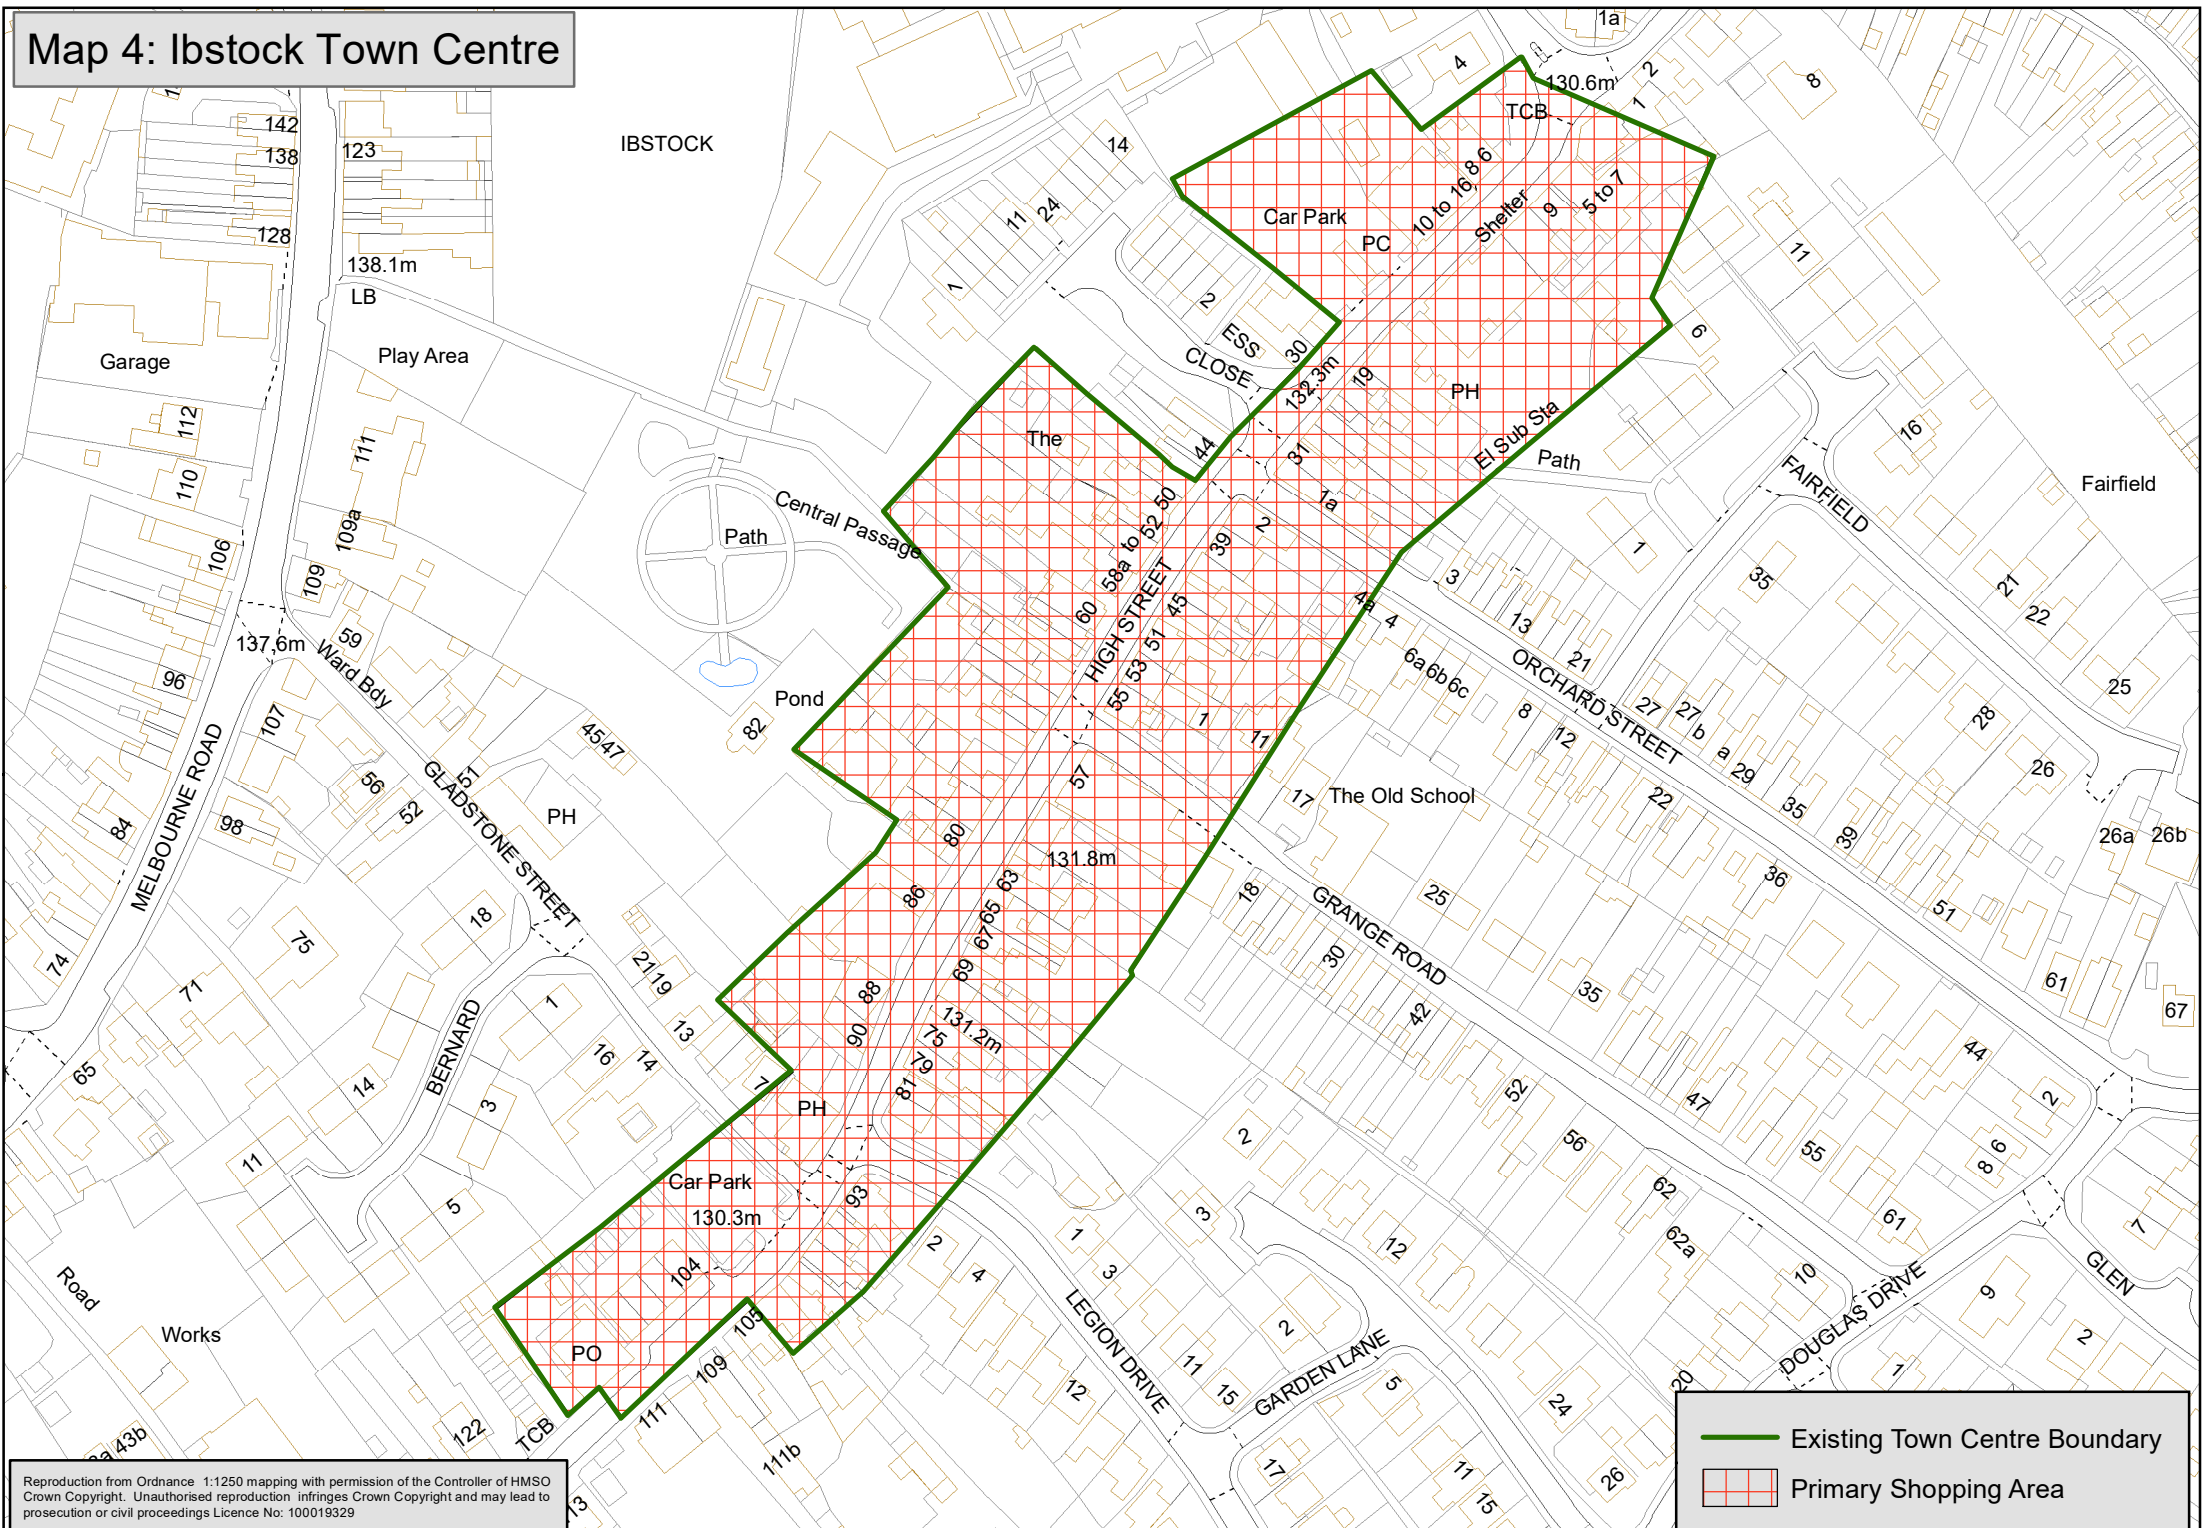 Map 4: Ibstock Town Centre
1a
142
138
123
128
138.1m
LB
IBSTOCK
Garage
Play Area
112
110
111
109a
106
109
59
137.6m
Ward Bdy
96
107
MELBOURNE ROAD
84
98
56
52
51
GLADSTONE STREET
45
47
PH
74
75
71
18
65
BERNARD
1
16
14
14
3
11
5
21
19
13
7
Road
Works
43b
122
TCB
14
11
24
1
2
ESS
CLOSE
30
44
132.3m
4
130.6m
TCB
2
1
8
6
8
10 to 16
Car Park
PC
Shelter
9
5 to 7
11
6
19
PH
El Sub Sta
Path
31
1a
2
39
The
50
58a to 52
60
HIGH STREET
45
51
53
55
1
11
57
Central Passage
Path
Pond
82
80
86
131.8m
63
65
67
69
88
90
131.2m
75
79
81
PH
Car Park
130.3m
93
104
PO
105
109
111
111b
13
Fairfield
FAIRFIELD
16
1
35
21
22
25
28
26
26a
26b
3
4a
4
13
21
6a
6b
6c
8
12
ORCHARD STREET
27
27
b
a
29
35
22
39
36
51
61
67
17
The Old School
18
25
GRANGE ROAD
30
42
35
52
47
44
2
56
55
8
6
62
62a
61
7
10
DOUGLAS DRIVE
GLEN
9
2
1
2
3
12
2
4
1
3
LEGION DRIVE
2
11
15
12
GARDEN LANE
5
17
11
15
24
26
20
Existing Town Centre Boundary
Primary Shopping Area
Reproduction from Ordnance 1:1250 mapping with permission of the Controller of HMSO
Crown Copyright. Unauthorised reproduction infringes Crown Copyright and may lead to
prosecution or civil proceedings Licence No: 100019329